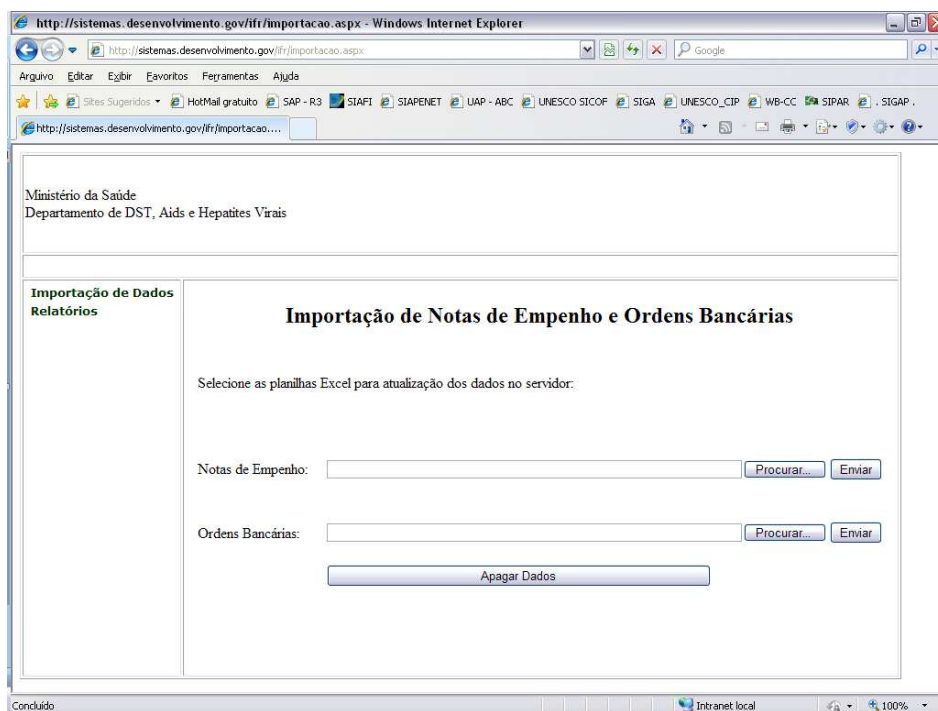 http://sistemas.desenvolvimento.gov/ifr/importacao.aspx - Windows Internet Explorer
http://sistemas.desenvolvimento.gov/ifr/importacao.aspx
Google
Arquivo Editar Exibir Favoritos Ferramentas Ajuda
Sites Sugeridos HotMail gratuito SAP - R3 SIAFI SIAPENET UAP - ABC UNESCO SICOF SIGA UNESCO_CIP WB-CC SIPAR . SIGAP .
http://sistemas.desenvolvimento.gov/ifr/importacao....
Ministério da Saúde
Departamento de DST, Aids e Hepatites Virais
Importação de Dados
Relatórios
Importação de Notas de Empenho e Ordens Bancárias
Selecione as planilhas Excel para atualização dos dados no servidor:
Notas de Empenho: Procurar... Enviar
Ordens Bancárias: Procurar... Enviar
Apagar Dados
Concluído Intranet local 100%